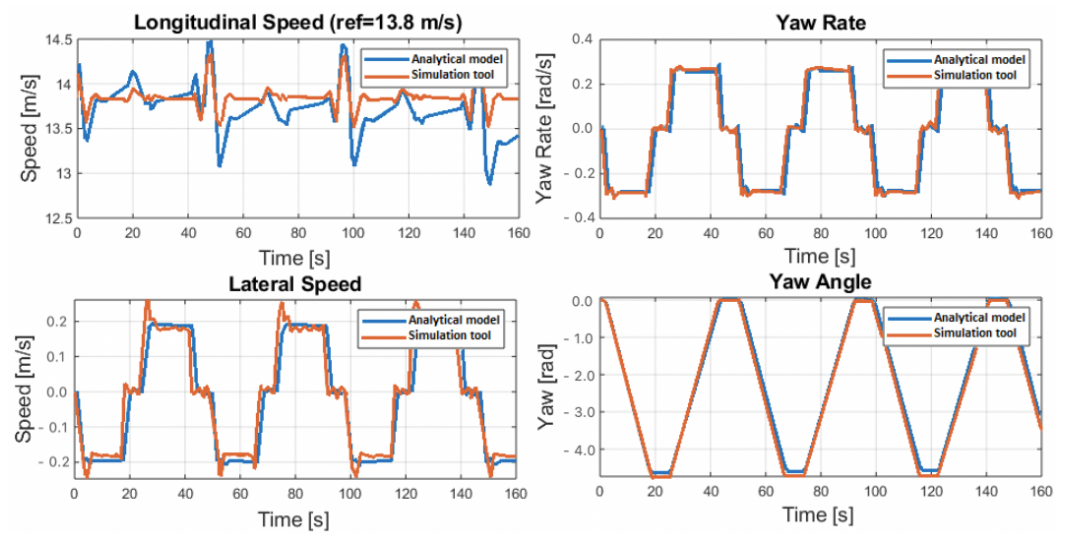 Longitudinal Speed (ref=13.8 m/s)
14.5
14
13.5
13
12.5
Speed [m/s]
Analytical model
Simulation tool
0 20 40 60 80 100 120 140 160
Time [s]
Yaw Rate
0.4
0.2
0.0
- 0.2
- 0.4
Yaw Rate [rad/s]
Analytical model
Simulation tool
0 20 40 60 80 100 120 140 160
Time [s]
Lateral Speed
0.2
0.1
0.0
- 0.1
- 0.2
Speed [m/s]
Analytical model
Simulation tool
0 20 40 60 80 100 120 140 160
Time [s]
Yaw Angle
0.0
- 1.0
- 2.0
- 3.0
- 4.0
Yaw [rad]
Analytical model
Simulation tool
0 20 40 60 80 100 120 140 160
Time [s]